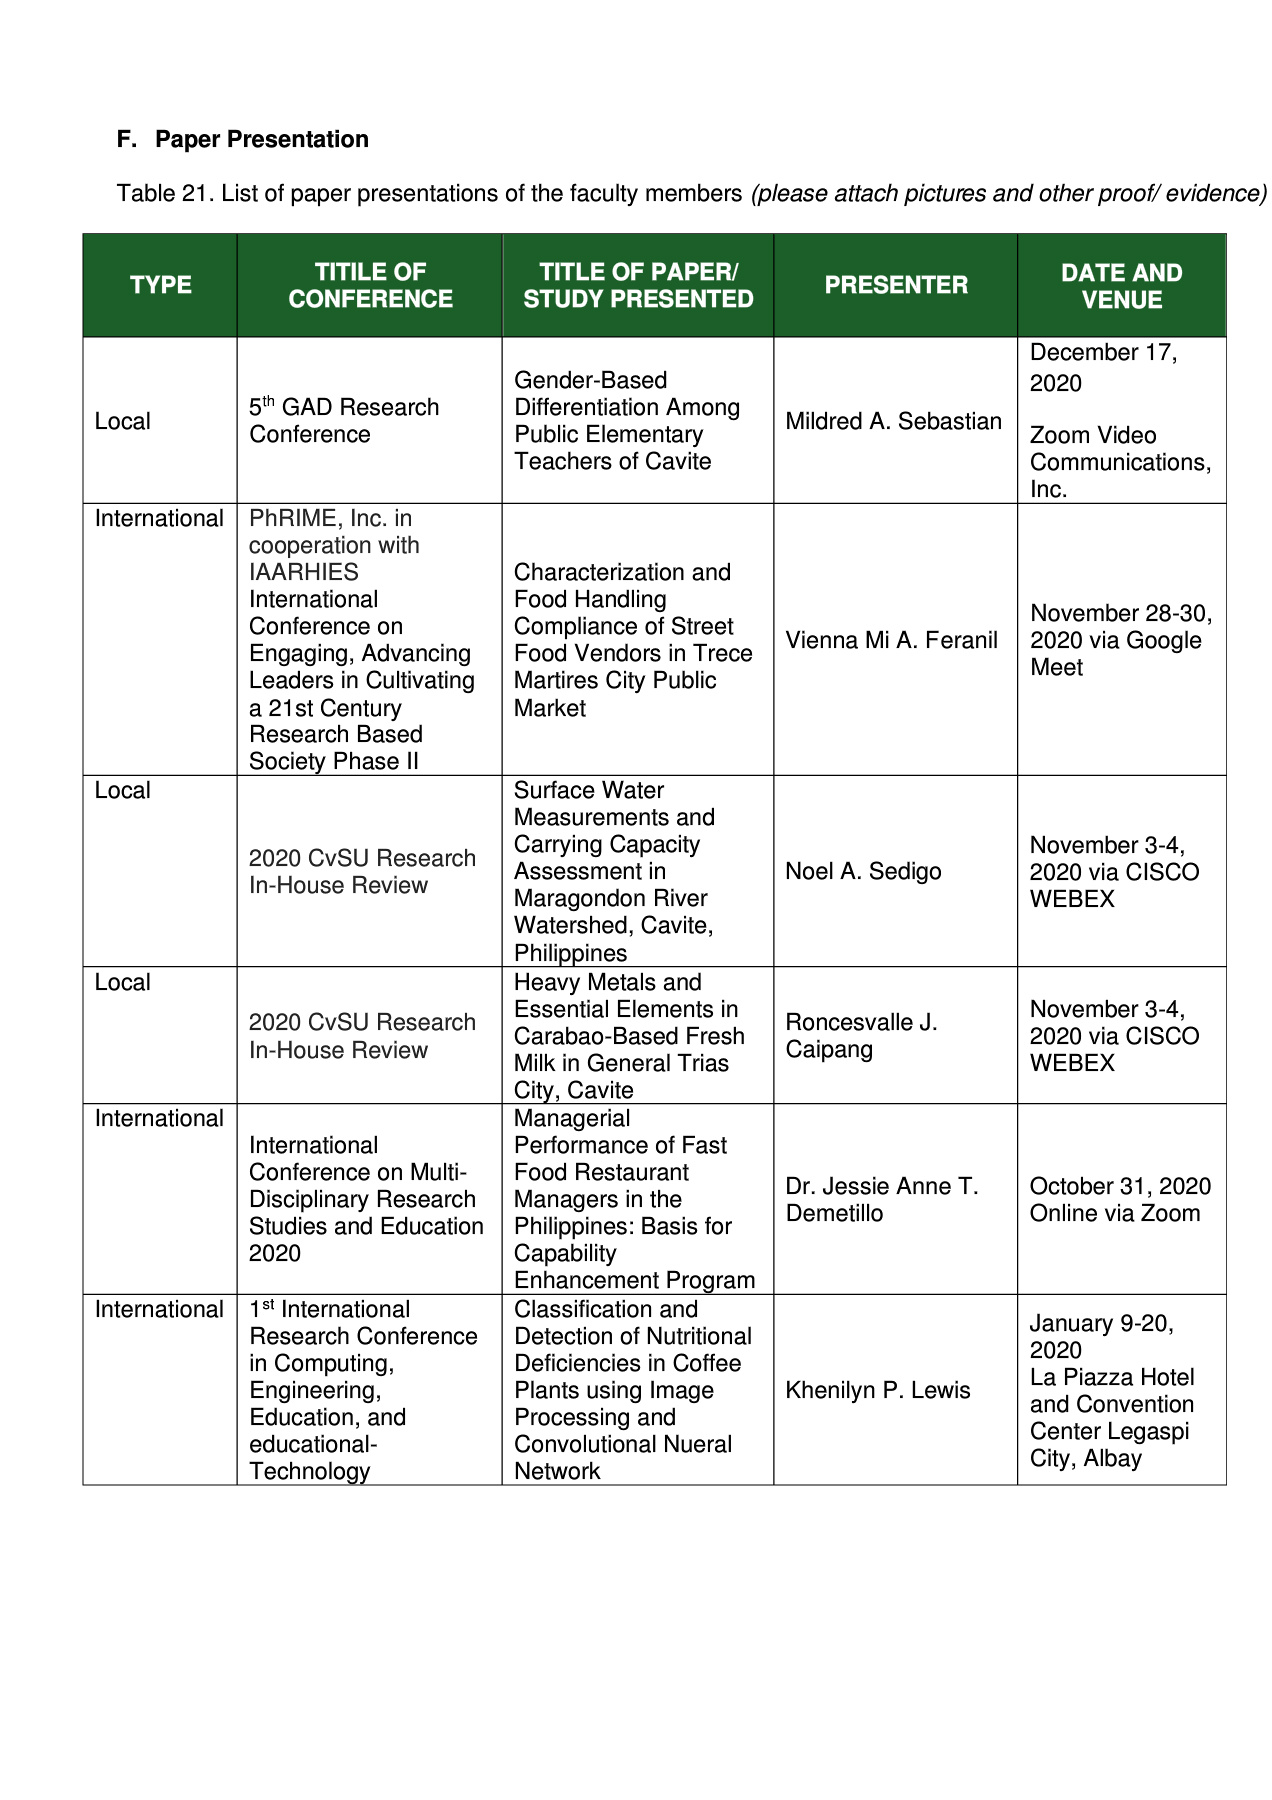 F. Paper Presentation
Table 21. List of paper presentations of the faculty members (please attach pictures and other proof/ evidence)
TYPE
TITILE OF
CONFERENCE
TITLE OF PAPER/
STUDY PRESENTED
PRESENTER
DATE AND
VENUE
Local
5th GAD Research
Conference
Gender-Based
Differentiation Among
Public Elementary
Teachers of Cavite
Mildred A. Sebastian
December 17,
2020
Zoom Video
Communications,
Inc.
International
PhRIME, Inc. in
cooperation with
IAARHIES
International
Conference on
Engaging, Advancing
Leaders in Cultivating
a 21st Century
Research Based
Society Phase II
Characterization and
Food Handling
Compliance of Street
Food Vendors in Trece
Martires City Public
Market
Vienna Mi A. Feranil
November 28-30,
2020 via Google
Meet
Local
2020 CvSU Research
In-House Review
Surface Water
Measurements and
Carrying Capacity
Assessment in
Maragondon River
Watershed, Cavite,
Philippines
Noel A. Sedigo
November 3-4,
2020 via CISCO
WEBEX
Local
2020 CvSU Research
In-House Review
Heavy Metals and
Essential Elements in
Carabao-Based Fresh
Milk in General Trias
City, Cavite
Roncesvalle J.
Caipang
November 3-4,
2020 via CISCO
WEBEX
International
International
Conference on Multi-
Disciplinary Research
Studies and Education
2020
Managerial
Performance of Fast
Food Restaurant
Managers in the
Philippines: Basis for
Capability
Enhancement Program
Dr. Jessie Anne T.
Demetillo
October 31, 2020
Online via Zoom
International
1st International
Research Conference
in Computing,
Engineering,
Education, and
educational-
Technology
Classification and
Detection of Nutritional
Deficiencies in Coffee
Plants using Image
Processing and
Convolutional Nueral
Network
Khenilyn P. Lewis
January 9-20,
2020
La Piazza Hotel
and Convention
Center Legaspi
City, Albay